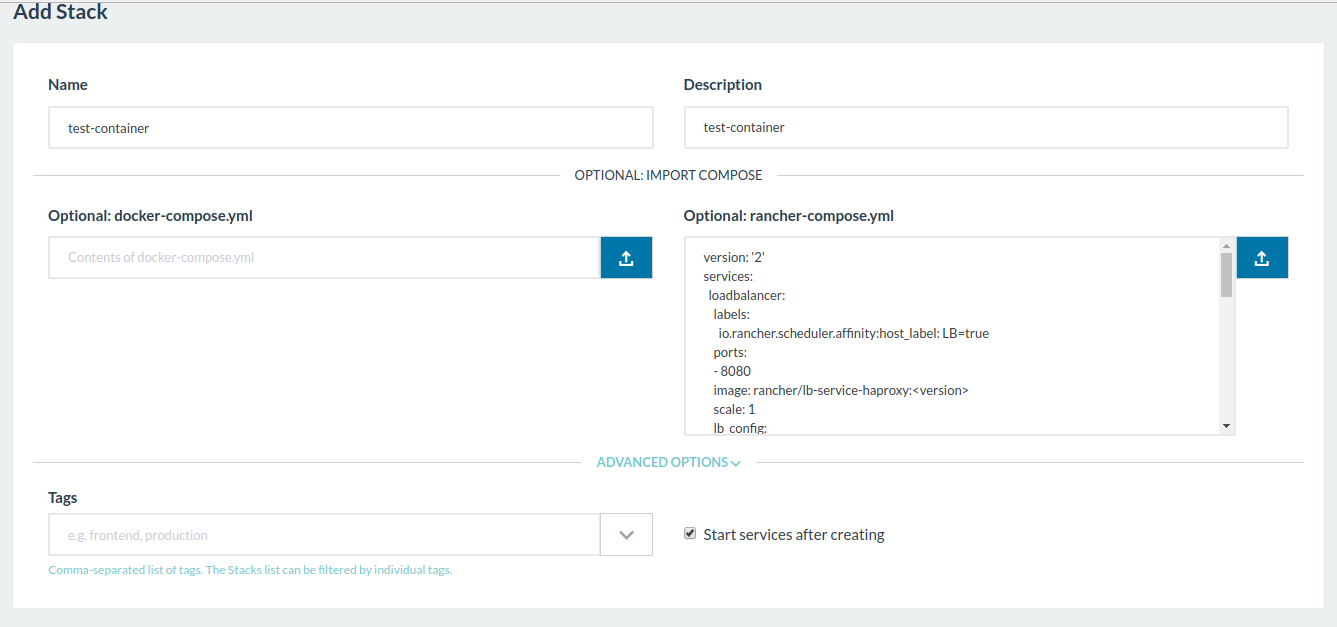 Add Stack
Name
Description
test-container
test-container
OPTIONAL: IMPORT COMPOSE
Optional: docker-compose.yml
Optional: rancher-compose.yml
Contents of docker-compose.yml
version: '2'
services:
loadbalancer:
labels:
io.rancher.scheduler.affinity:host_label: LB=true
ports:
- 8080
image: rancher/lb-service-haproxy:<version>
scale: 1
lb_config:
ADVANCED OPTIONS
Tags
e.g. frontend, production
Start services after creating
Comma-separated list of tags. The Stacks list can be filtered by individual tags.